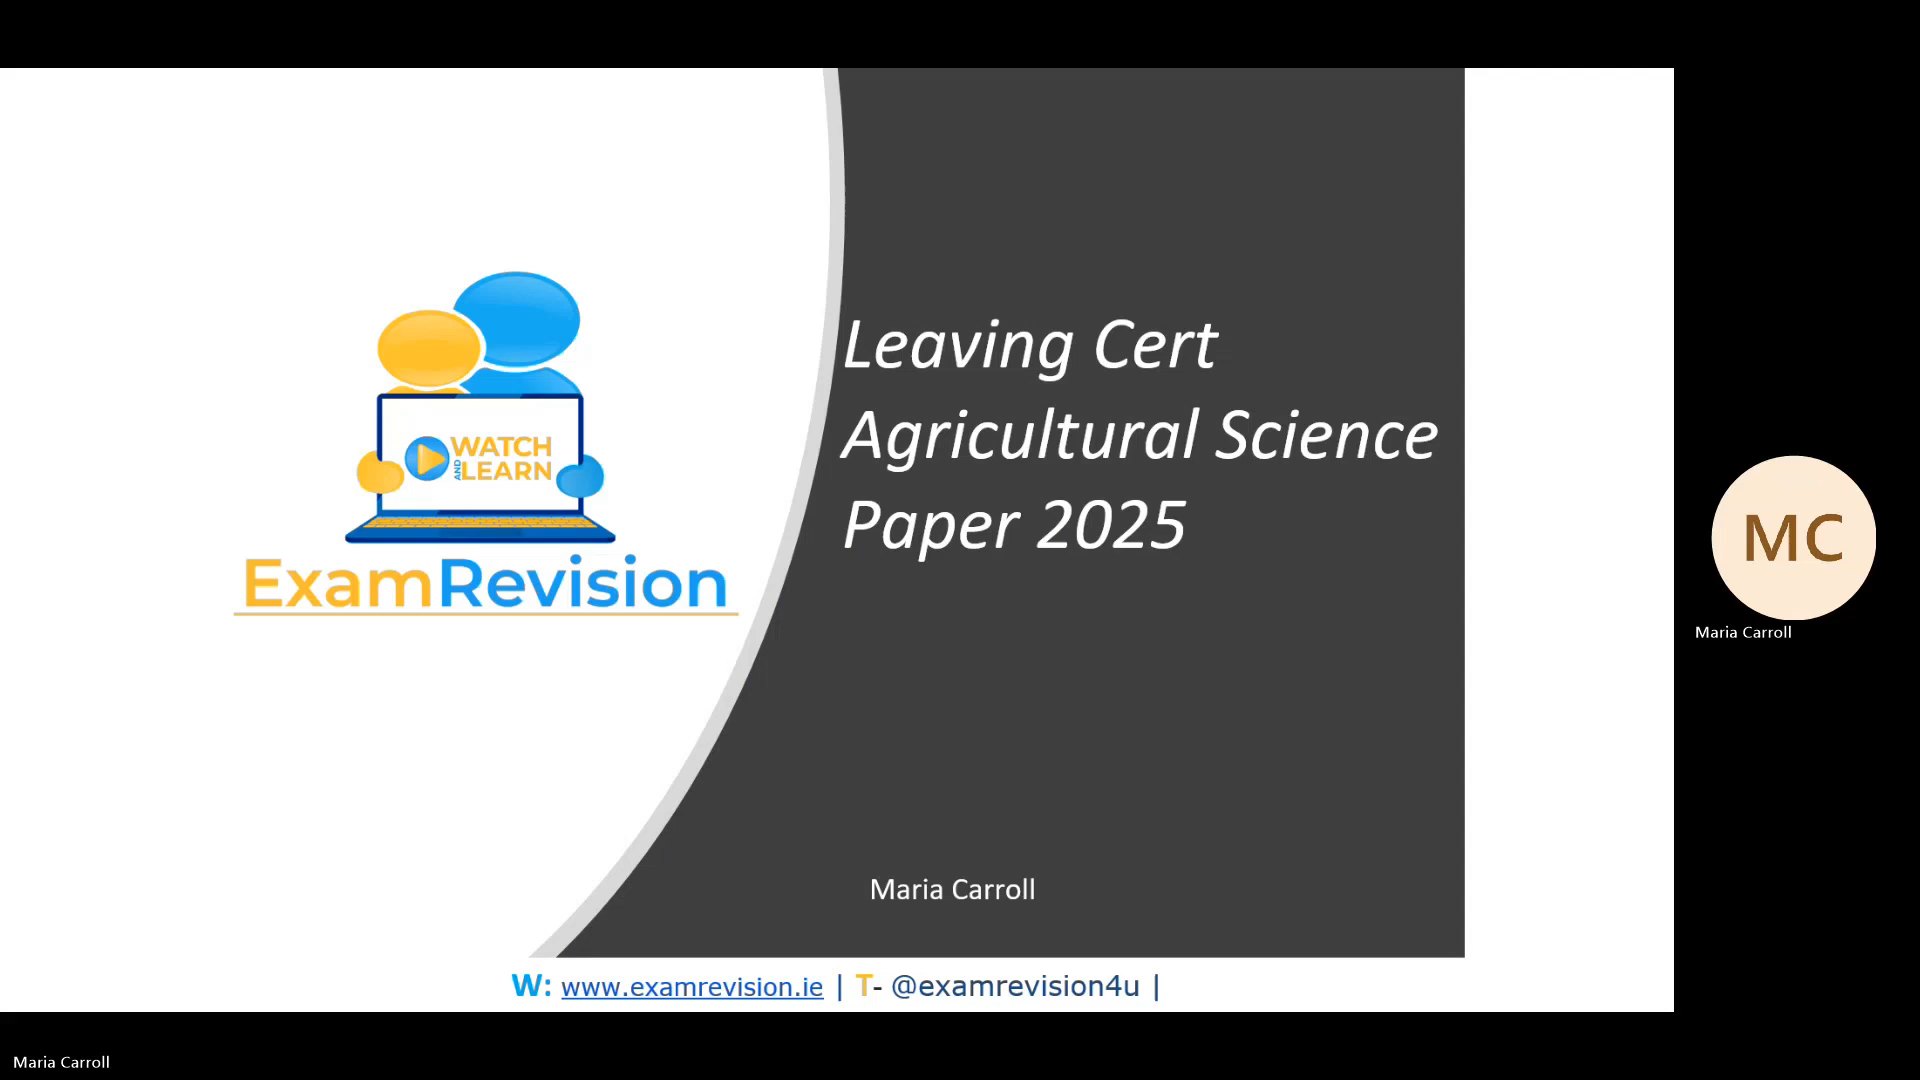 Leaving Cert
Agricultural Science
Paper 2025
WATCH
AND LEARN
ExamRevision
MC
Maria Carroll
Maria Carroll
W: www.examrevision.ie | T- @examrevision4u |
Maria Carroll